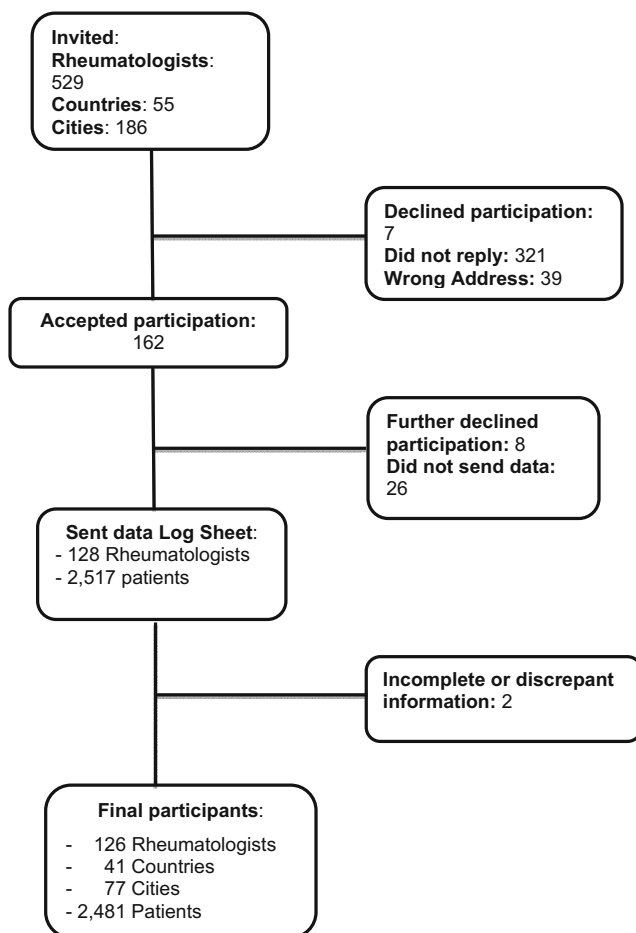 Invited:
Rheumatologists:
529
Countries: 55
Cities: 186
Declined participation:
7
Did not reply: 321
Wrong Address: 39
Accepted participation:
162
Further declined
participation: 8
Did not send data:
26
Sent data Log Sheet:
- 128 Rheumatologists
- 2,517 patients
Incomplete or discrepant
information: 2
Final participants:
- 126 Rheumatologists
- 41 Countries
- 77 Cities
- 2,481 Patients